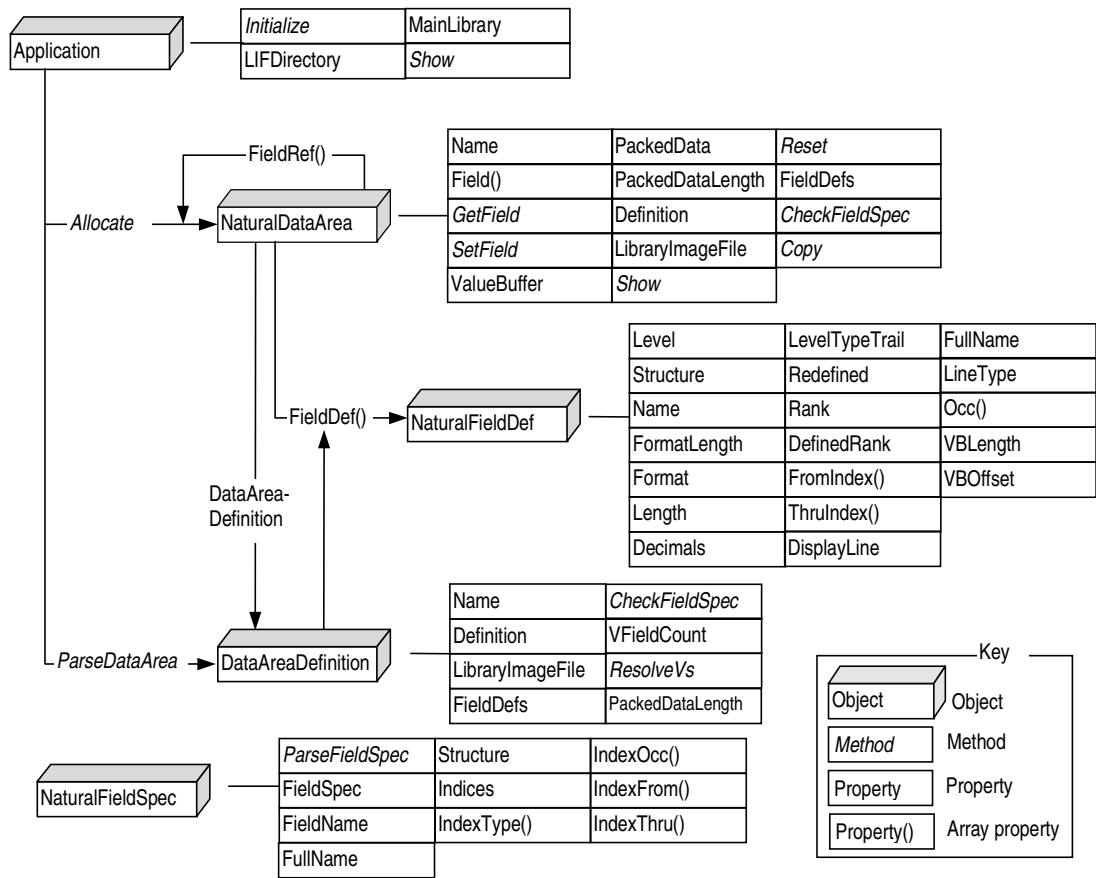 Application
Initialize
MainLibrary
LIFDirectory
Show
FieldRef()
Allocate
NaturalDataArea
Name
PackedData
Reset
Field()
PackedDataLength
FieldDefs
GetField
Definition
CheckFieldSpec
SetField
LibraryImageFile
Copy
ValueBuffer
Show
FieldDef()
NaturalFieldDef
Level
LevelTypeTrail
FullName
Structure
Redefined
LineType
Name
Rank
Occ()
FormatLength
DefinedRank
VBLength
Format
FromIndex()
VBOffset
Length
ThruIndex()
Decimals
DisplayLine
DataArea-
Definition
ParseDataArea
DataAreaDefinition
Name
CheckFieldSpec
Definition
VFieldCount
LibraryImageFile
ResolveVs
FieldDefs
PackedDataLength
NaturalFieldSpec
ParseFieldSpec
Structure
IndexOcc()
FieldSpec
Indices
IndexFrom()
FieldName
IndexType()
IndexThru()
FullName
Key
Object
Object
Method
Method
Property
Property
Property()
Array property